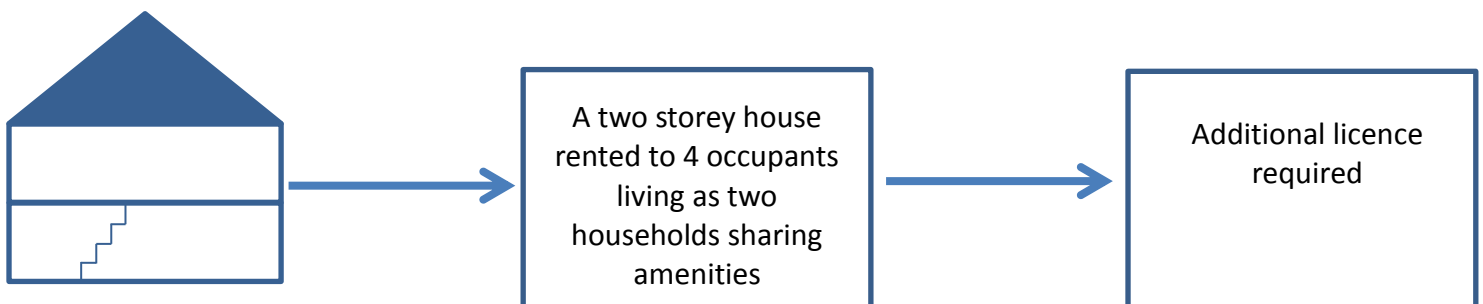 A two storey house
rented to 4 occupants
living as two
households sharing
amenities
Additional licence
required